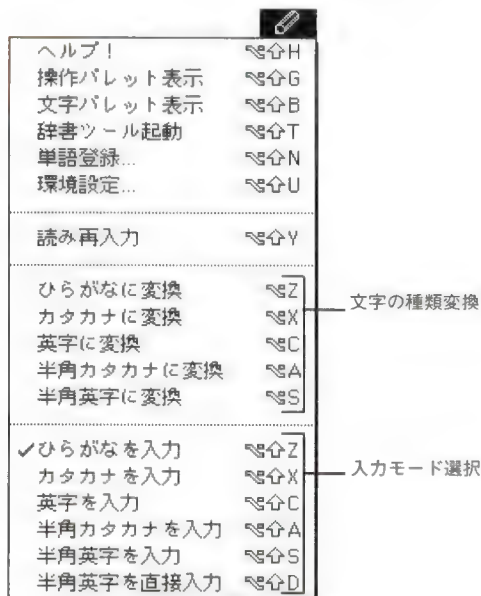 ヘルプ! ⌥⇧H
操作パレット表示 ⌥⇧G
文字パレット表示 ⌥⇧B
辞書ツール起動 ⌥⇧T
単語登録... ⌥⇧N
環境設定... ⌥⇧U
読み再入力 ⌥⇧Y
ひらがなに変換 ⌥Z
カタカナに変換 ⌥X
英字に変換 ⌥C
半角カタカナに変換 ⌥A
半角英字に変換 ⌥S
文字の種類変換
✓ひらがなを入力 ⌥⇧Z
カタカナを入力 ⌥⇧X
英字を入力 ⌥⇧C
半角カタカナを入力 ⌥⇧A
半角英字を入力 ⌥⇧S
半角英字を直接入力 ⌥⇧D
入力モード選択